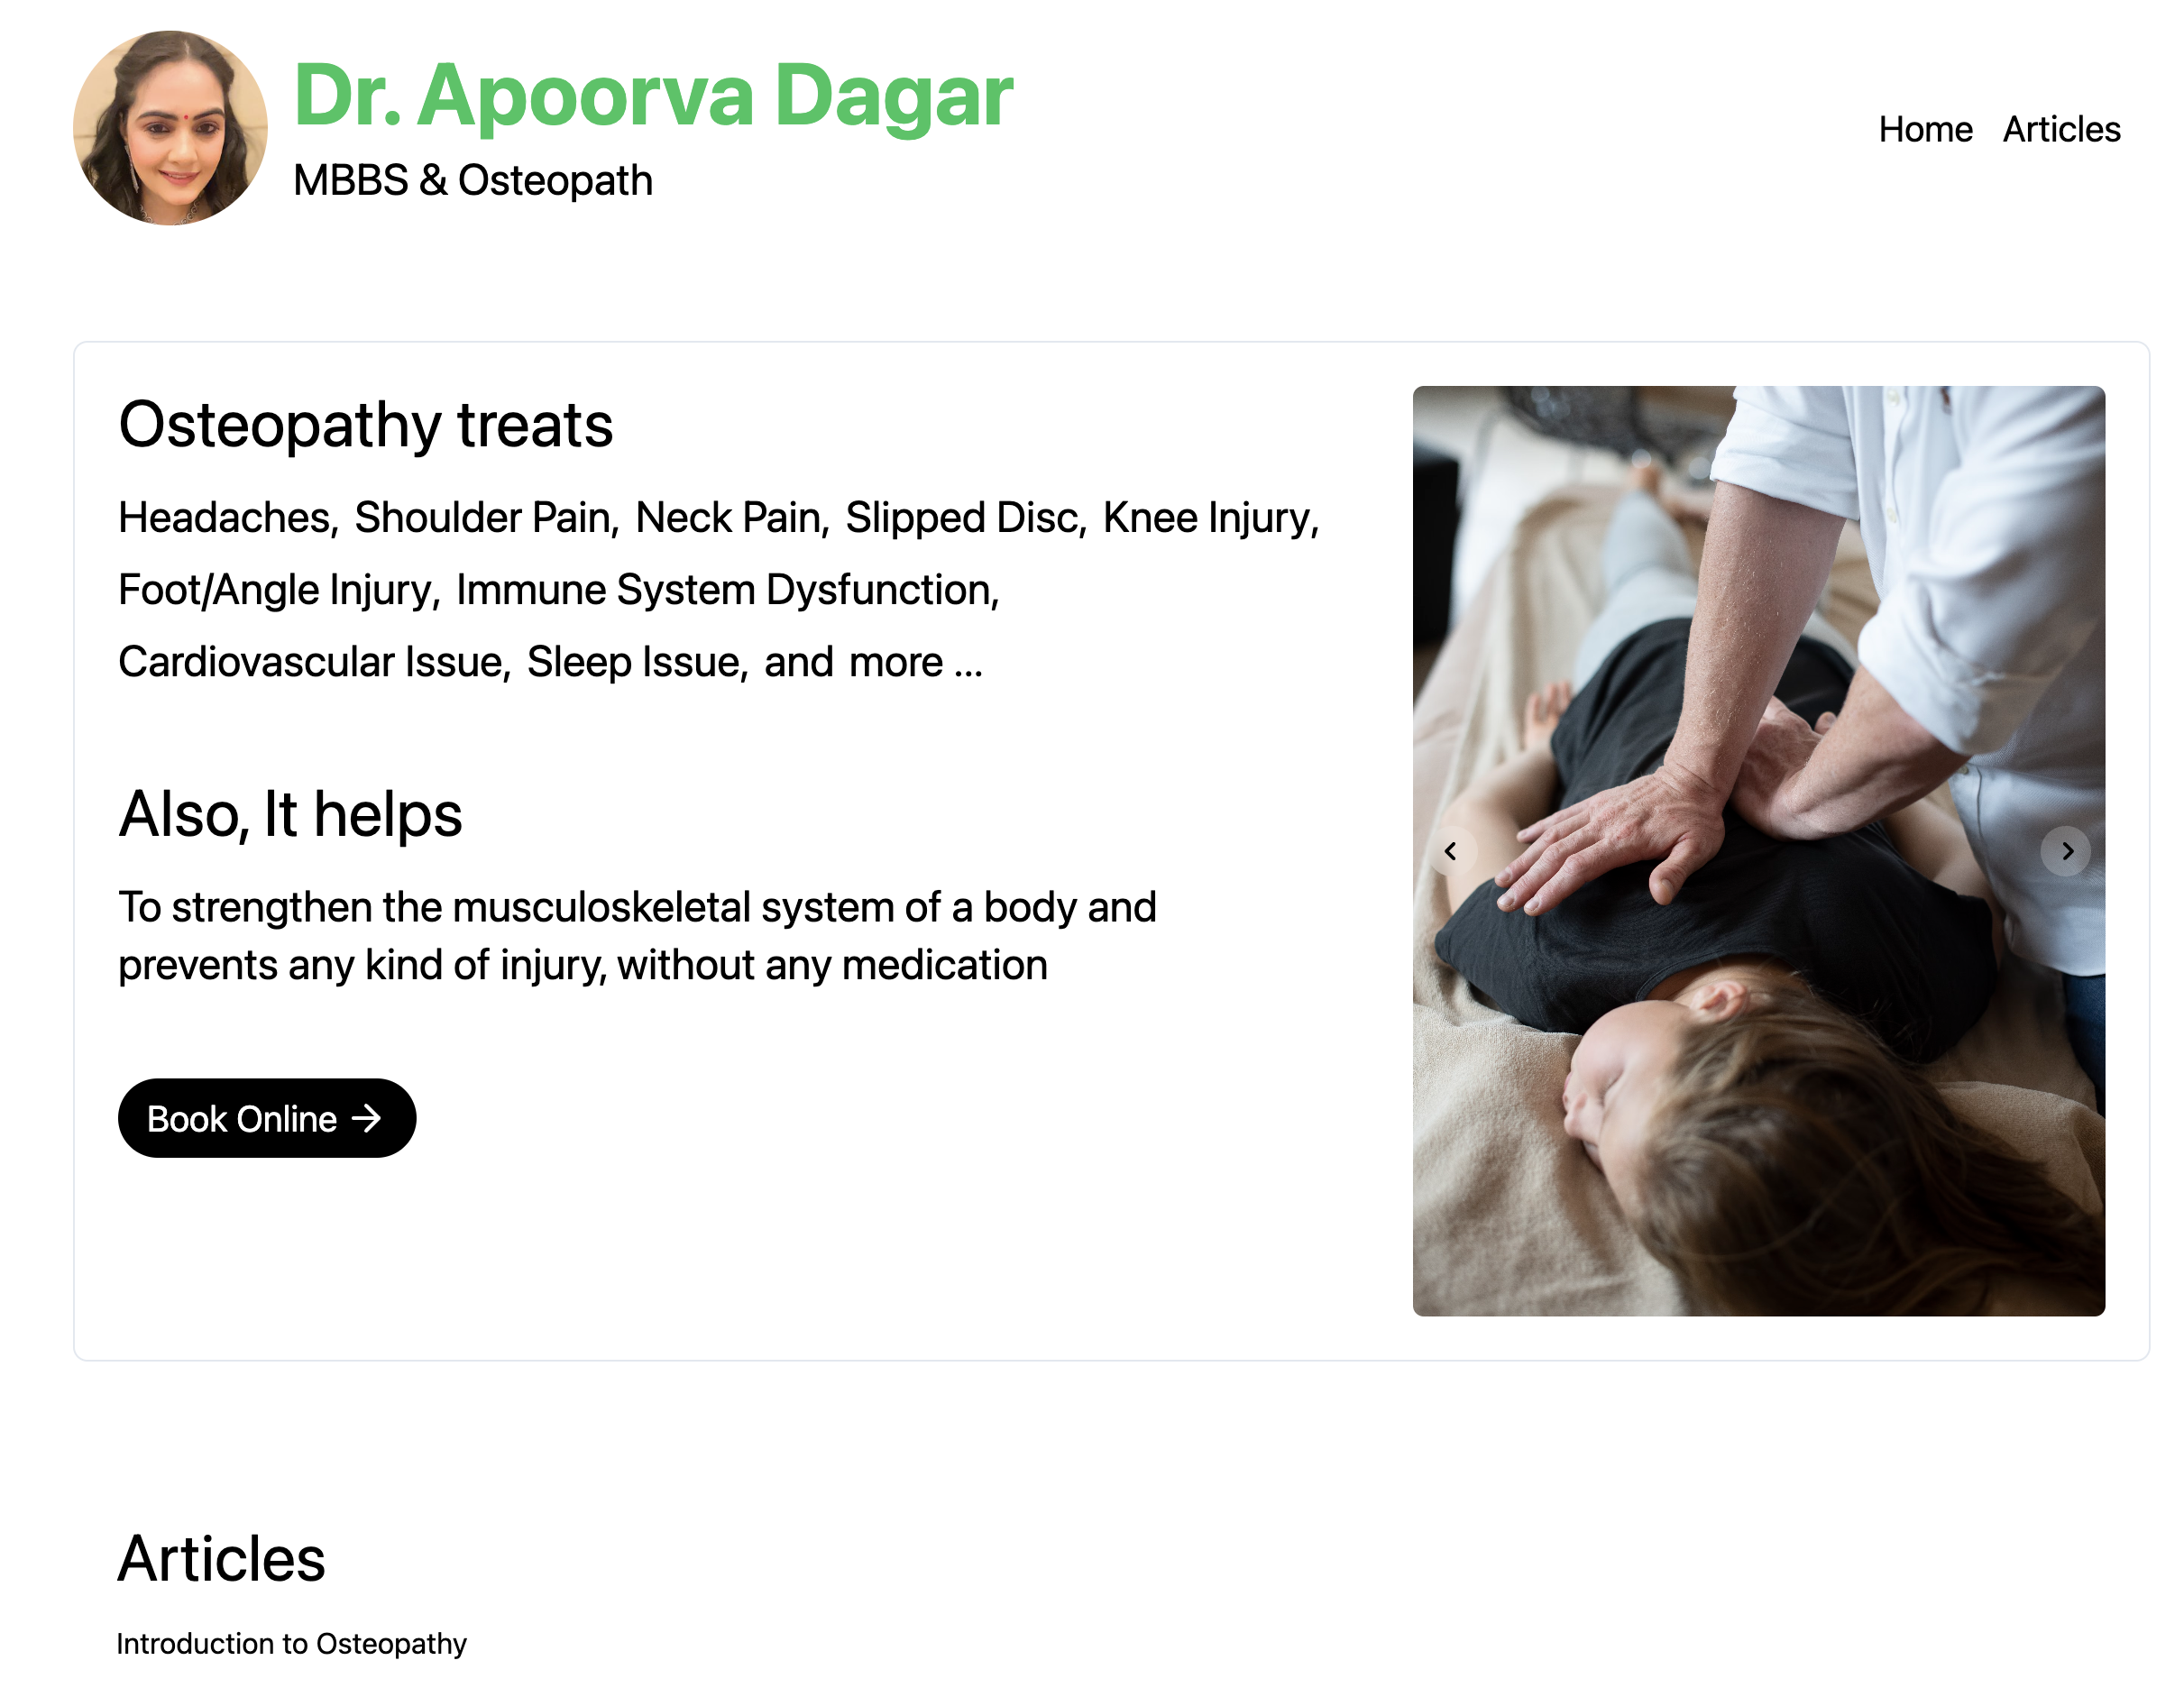 Dr. Apoorva Dagar
MBBS & Osteopath
Home Articles
Osteopathy treats
Headaches, Shoulder Pain, Neck Pain, Slipped Disc, Knee Injury,
Foot/Angle Injury, Immune System Dysfunction,
Cardiovascular Issue, Sleep Issue, and more ...
Also, It helps
To strengthen the musculoskeletal system of a body and
prevents any kind of injury, without any medication
Book Online →
Articles
Introduction to Osteopathy